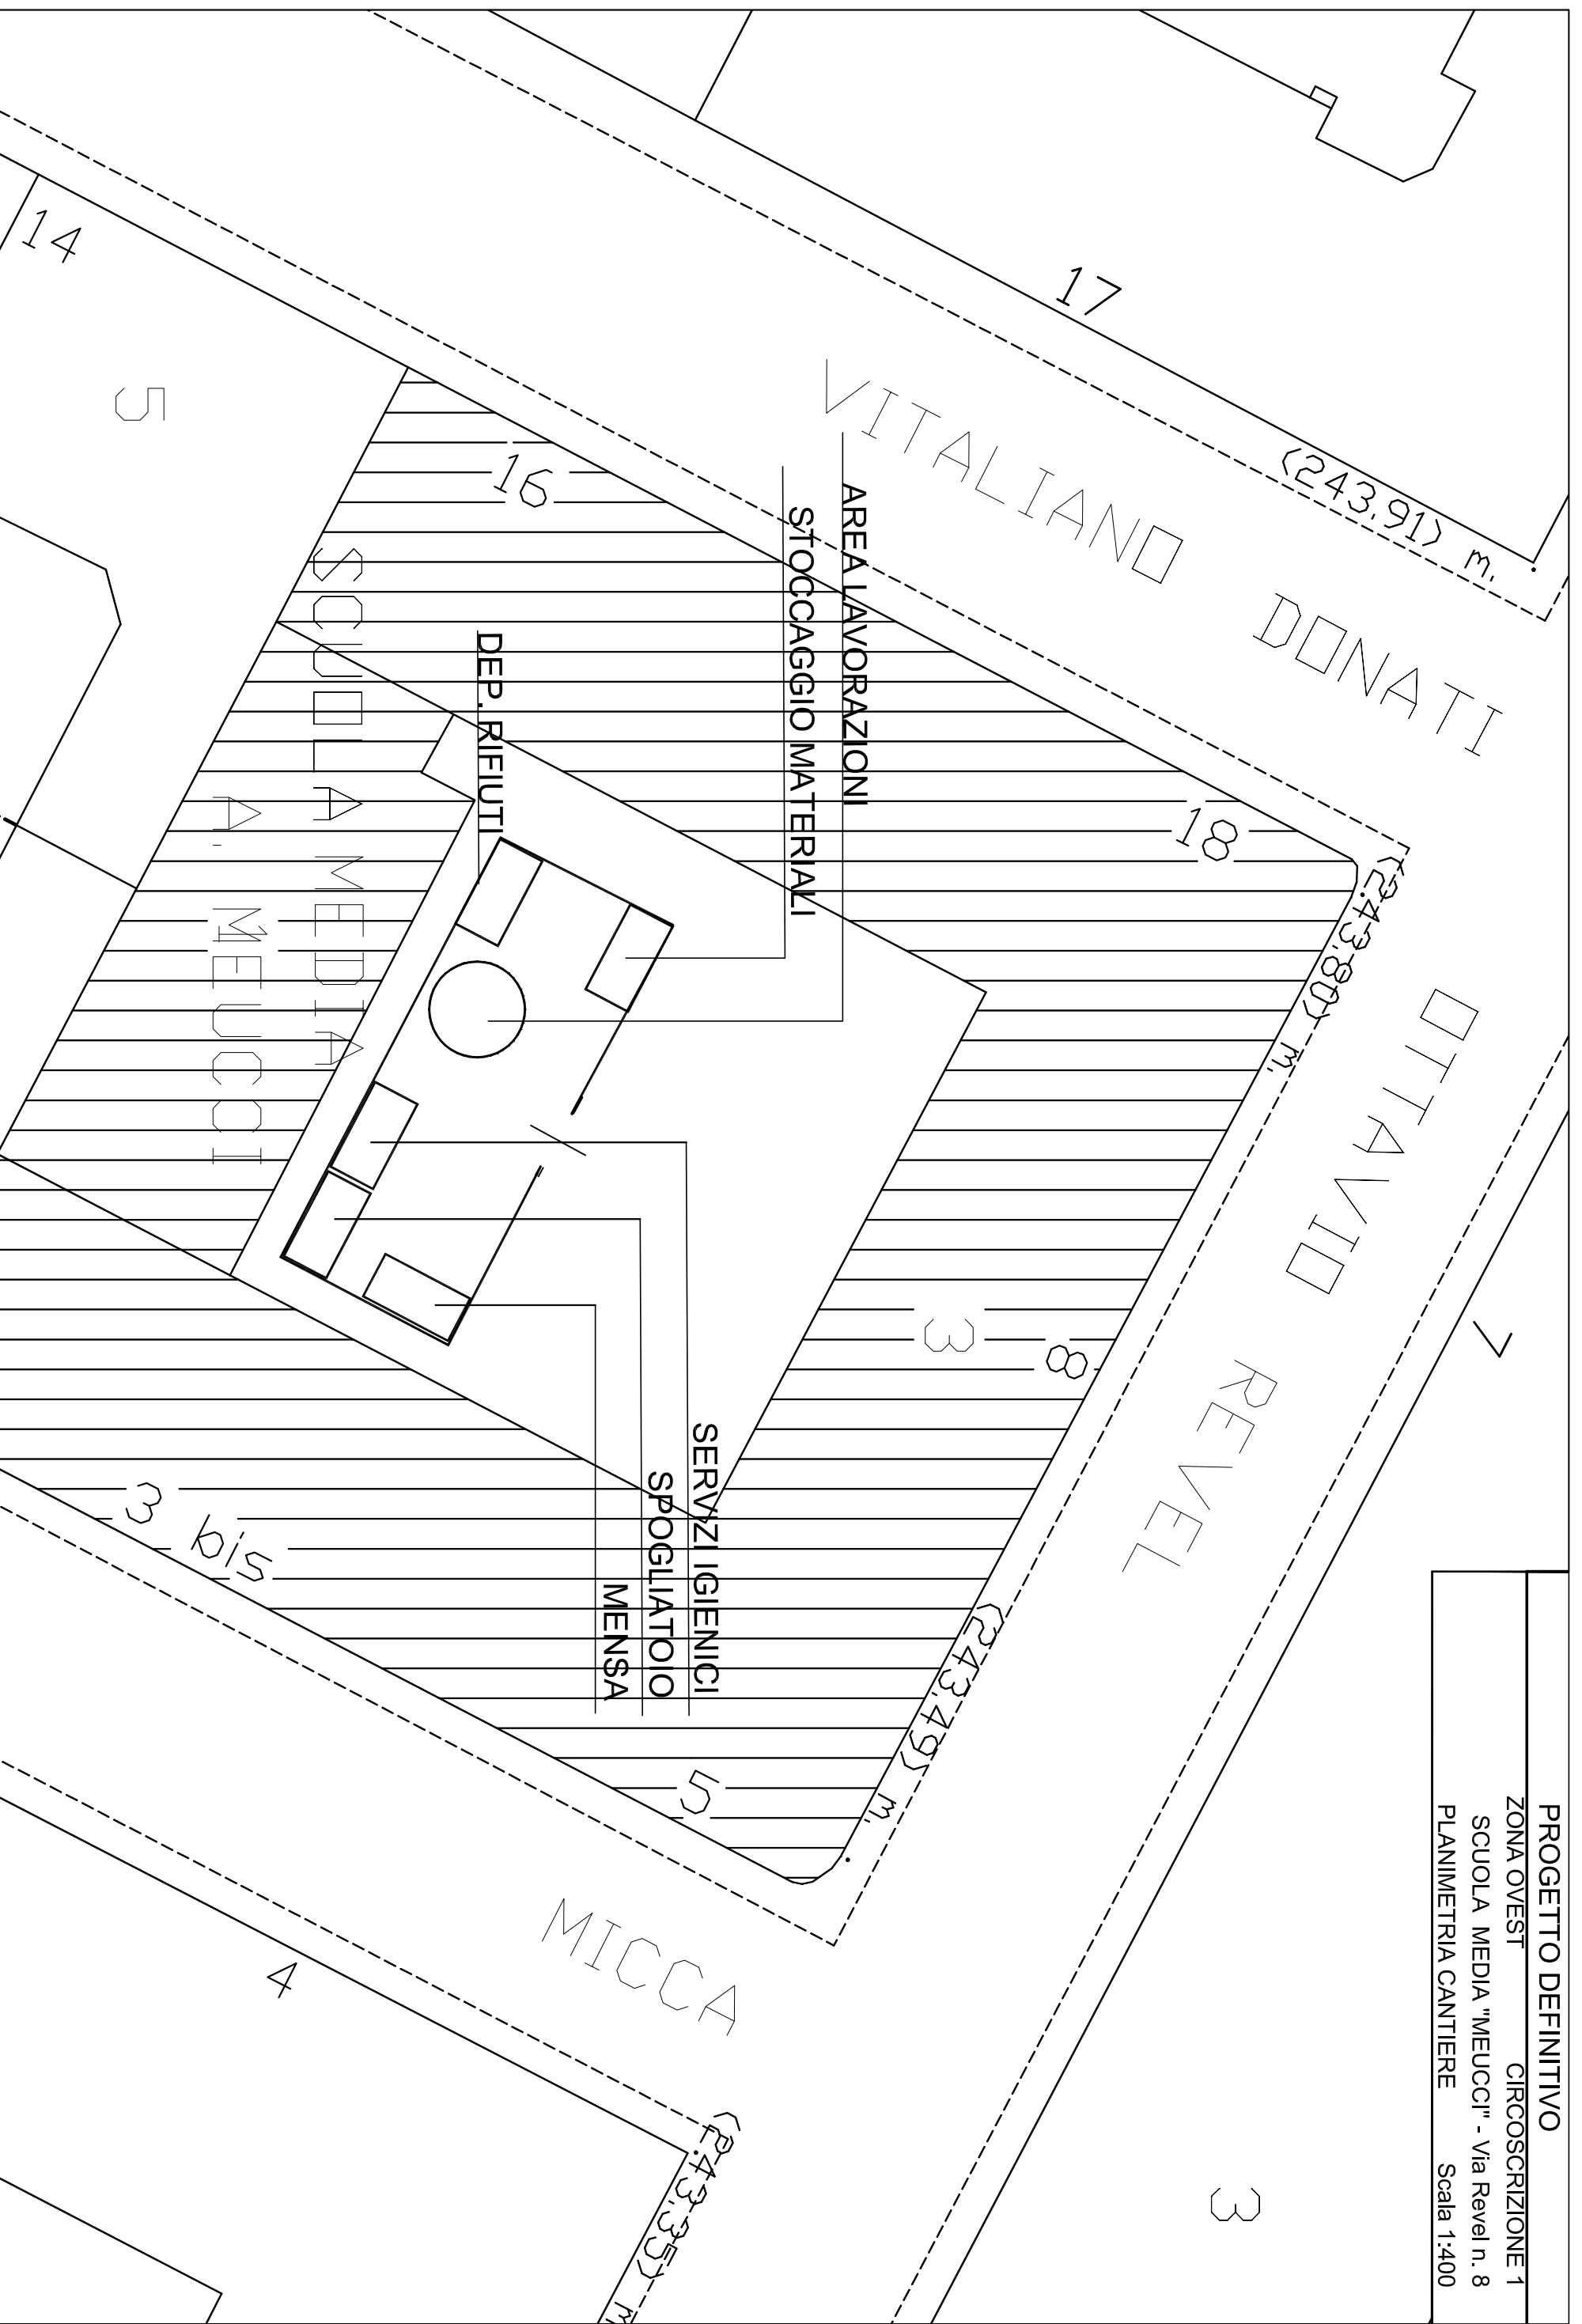 PROGETTO DEFINITIVO
ZONA OVEST CIRCOSCRIZIONE 1
SCUOLA MEDIA "MEUCCI" - Via Revel n. 8
PLANIMETRIA CANTIERE Scala 1:400
17
(243.91) m.
VITALIANO DONATI
14
5
16
18
(243.80) m.
OTTAVIO REVEL
7
AREA LAVORAZIONI
STOCCAGGIO MATERIALI
DEP. RIFIUTI
SCUOLA MEDIA
A. MEUCCI
3
8
SERVIZI IGIENICI
SPOGLIATOIO
MENSA
(243.49) m.
3 bis
5
MICCA
4
(243.35) m
3